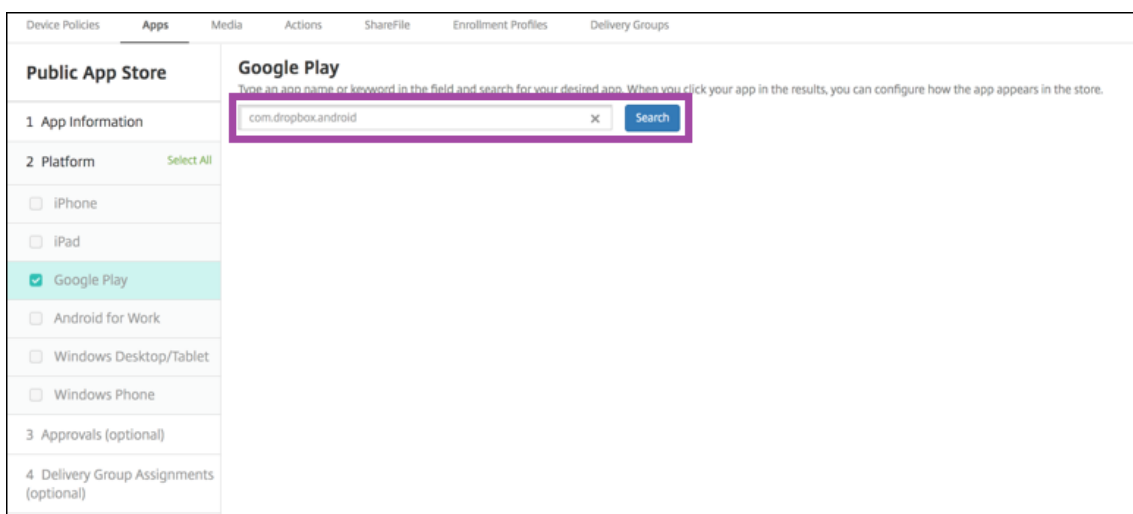 Device Policies Apps Media Actions ShareFile Enrollment Profiles Delivery Groups
Public App Store
1 App Information
2 Platform Select All
iPhone
iPad
Google Play
Android for Work
Windows Desktop/Tablet
Windows Phone
3 Approvals (optional)
4 Delivery Group Assignments
(optional)
Google Play
Type an app name or keyword in the field and search for your desired app. When you click your app in the results, you can configure how the app appears in the store.
com.dropbox.android Search